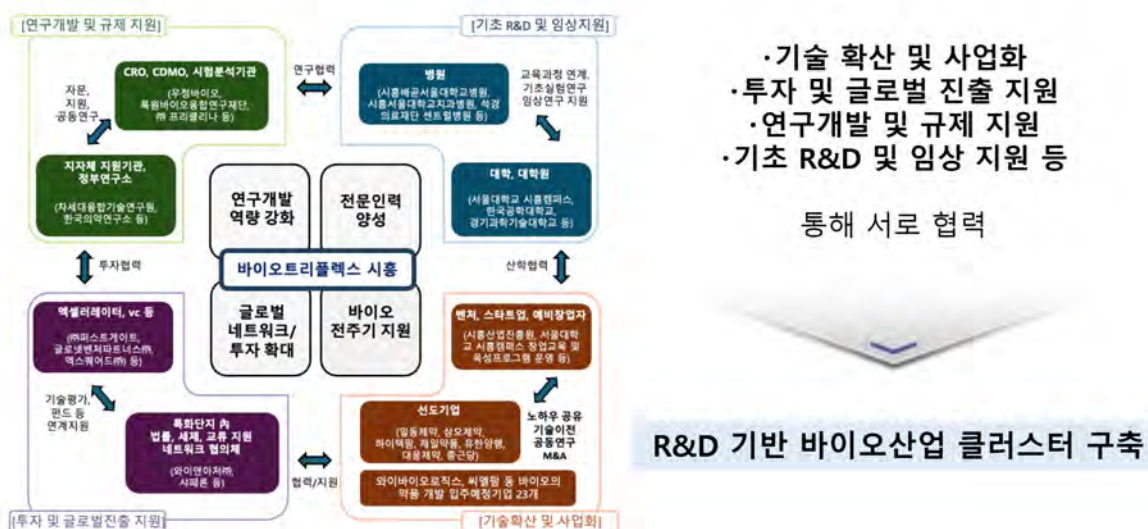 [연구개발 및 규제 지원]
CRO, CDMO, 시험분석기관
(우정바이오,
특원바이오융합연구재단,
㈜ 프리클리나 등)
자문,
지원,
공동연구
지자체 지원기관,
정부연구소
(차세대융합기술연구원,
한국의약연구소 등)
연구협력
[기초 R&D 및 임상지원]
병원
(시흥배곧서울대학교병원,
시흥서울대학교치과병원, 석경
의료재단 센트럴병원 등)
교육과정 연계,
기초실험연구
임상연구 지원
대학, 대학원
(서울대학교 시흥캠퍼스,
한국공학대학교,
경기과학기술대학교 등)
연구개발
역량 강화
전문인력
양성
바이오트리플렉스 시흥
글로벌
네트워크/
투자 확대
바이오
전주기 지원
투자협력
산학협력
엑셀러레이터, vc 등
(㈜퍼스트게이트,
글로넷벤처파트너스㈜,
엑스퀘어드㈜ 등)
기술평가,
펀드 등
연계지원
특화단지 內
법률, 세제, 교류 지원
네트워크 협의체
(와이앤아처㈜,
샤페론 등)
[투자 및 글로벌진출 지원]
협력/지원
벤처, 스타트업, 예비창업자
(시흥산업진흥원, 서울대학
교 시흥캠퍼스 창업교육 및
육성프로그램 운영 등)
선도기업
(일동제약, 삼오제약,
하이텍팜, 제일약품, 유한양행,
대웅제약, 종근당)
노하우 공유
기술이전
공동연구
M&A
와이바이오로직스, 씨엘팜 등 바이오의
약품 개발 입주예정기업 23개
[기술확산 및 사업화]
·기술 확산 및 사업화
·투자 및 글로벌 진출 지원
·연구개발 및 규제 지원
·기초 R&D 및 임상 지원 등
통해 서로 협력
R&D 기반 바이오산업 클러스터 구축